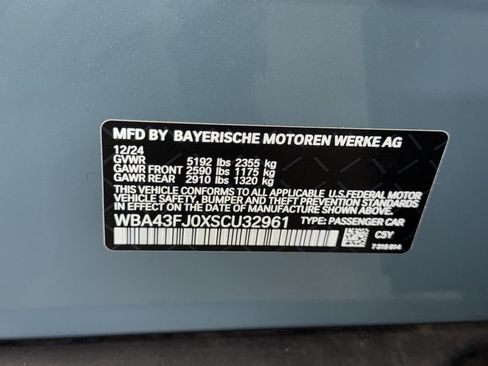 MFD BY BAYERISCHE MOTOREN WERKE AG
12/24
GVWR 5192 lbs 2355 kg
GAWR FRONT 2590 lbs 1175 kg
GAWR REAR 2910 lbs 1320 kg
THIS VEHICLE CONFORMS TO ALL APPLICABLE U.S.FEDERAL MOTOR
VEHICLE SAFETY, BUMPER AND THEFT PREVENTION STANDARDS
IN EFFECT ON THE DATE OF MANUFACTURE SHOWN ABOVE.
WBA43FJ0XSCU32961 TYPE: PASSENGER CAR
C5Y